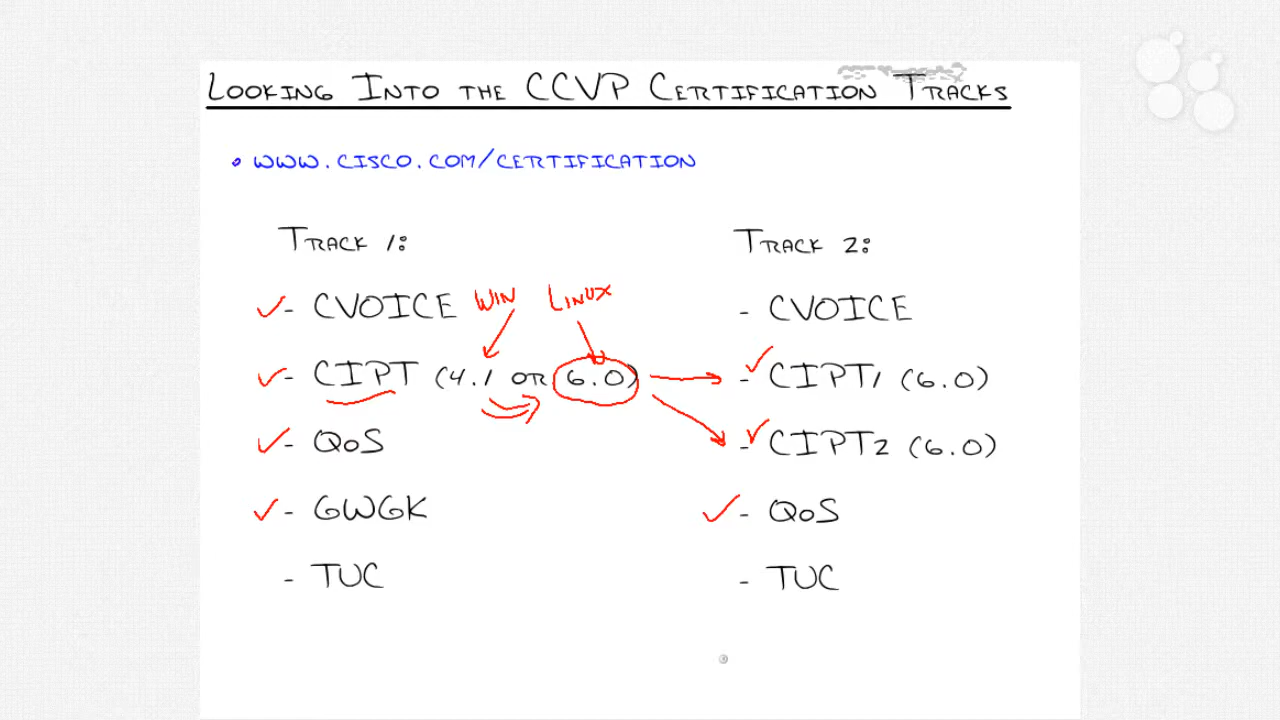 Looking Into the CCVP Certification Tracks
• www.cisco.com/certification
Track 1:
- CVOICE Win Linux
- CIPT (4.1 or 6.0)
- QoS
- GWGK
- TUC
Track 2:
- CVOICE
- CIPT1 (6.0)
- CIPT2 (6.0)
- QoS
- TUC